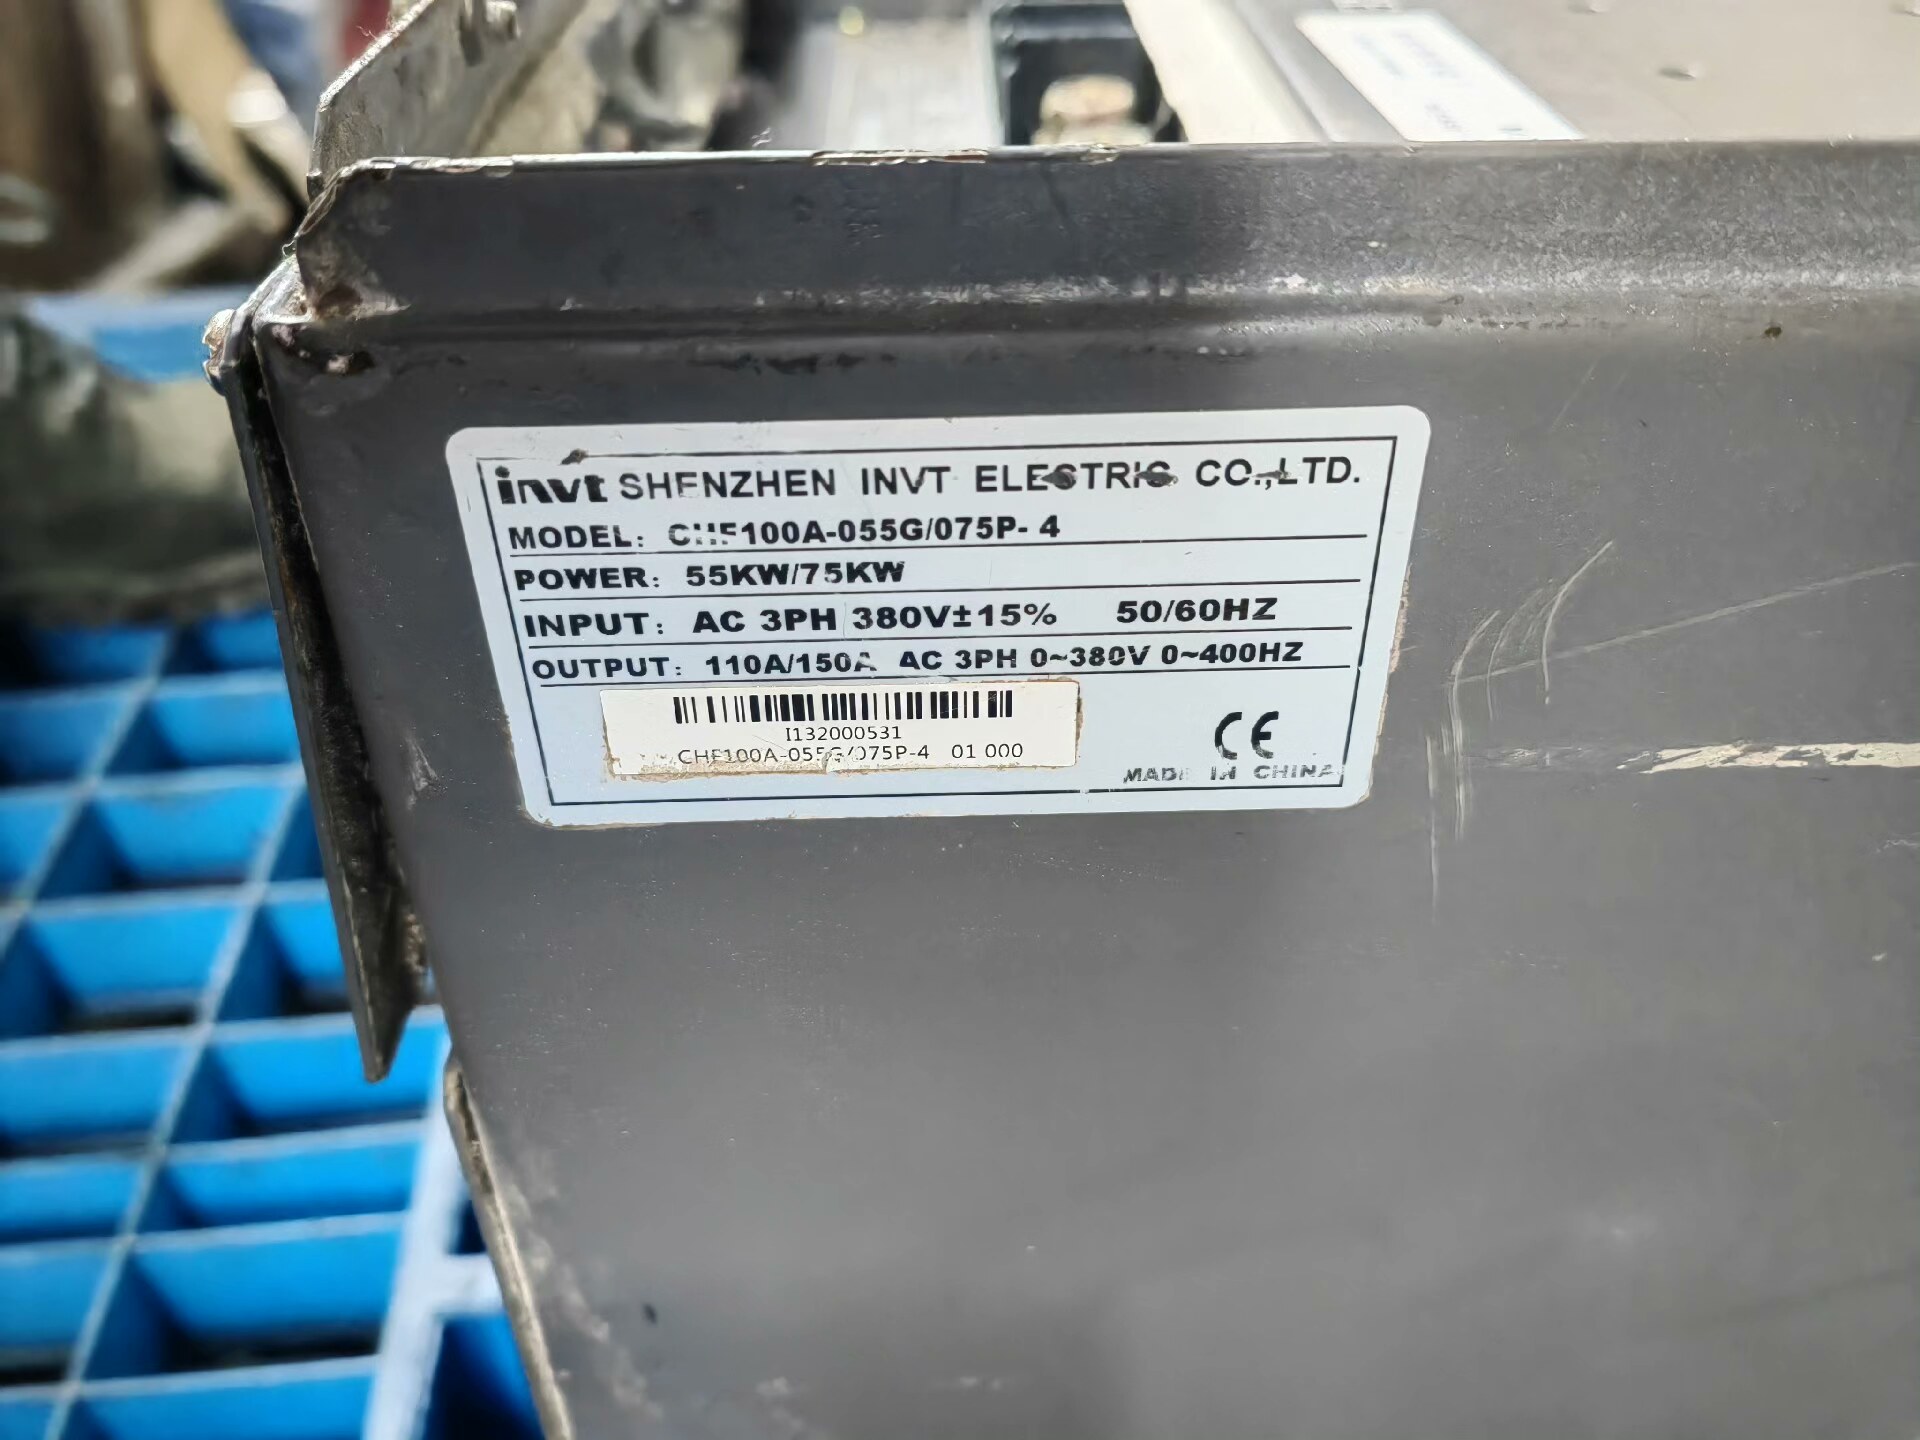 invt SHENZHEN INVT ELECTRIC CO.,LTD.
MODEL: CHF100A-055G/075P-4
POWER: 55KW/75KW
INPUT: AC 3PH 380V±15% 50/60HZ
OUTPUT: 110A/150A AC 3PH 0~380V 0~400HZ
I132000531
CHF100A-055G/075P-4 01 000
CE
MADE IN CHINA